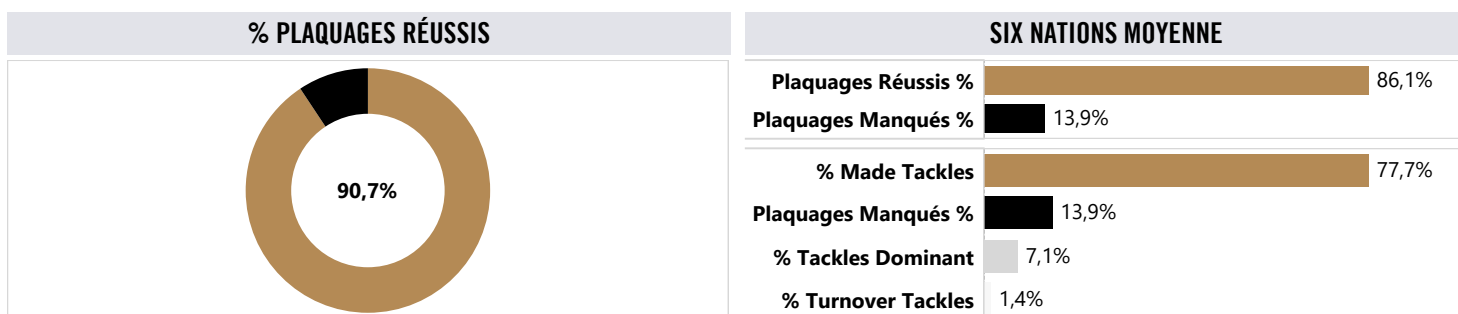 % PLAQUAGES RÉUSSIS
90,7%
SIX NATIONS MOYENNE
Plaquages Réussis % 86,1%
Plaquages Manqués % 13,9%
% Made Tackles 77,7%
Plaquages Manqués % 13,9%
% Tackles Dominant 7,1%
% Turnover Tackles 1,4%